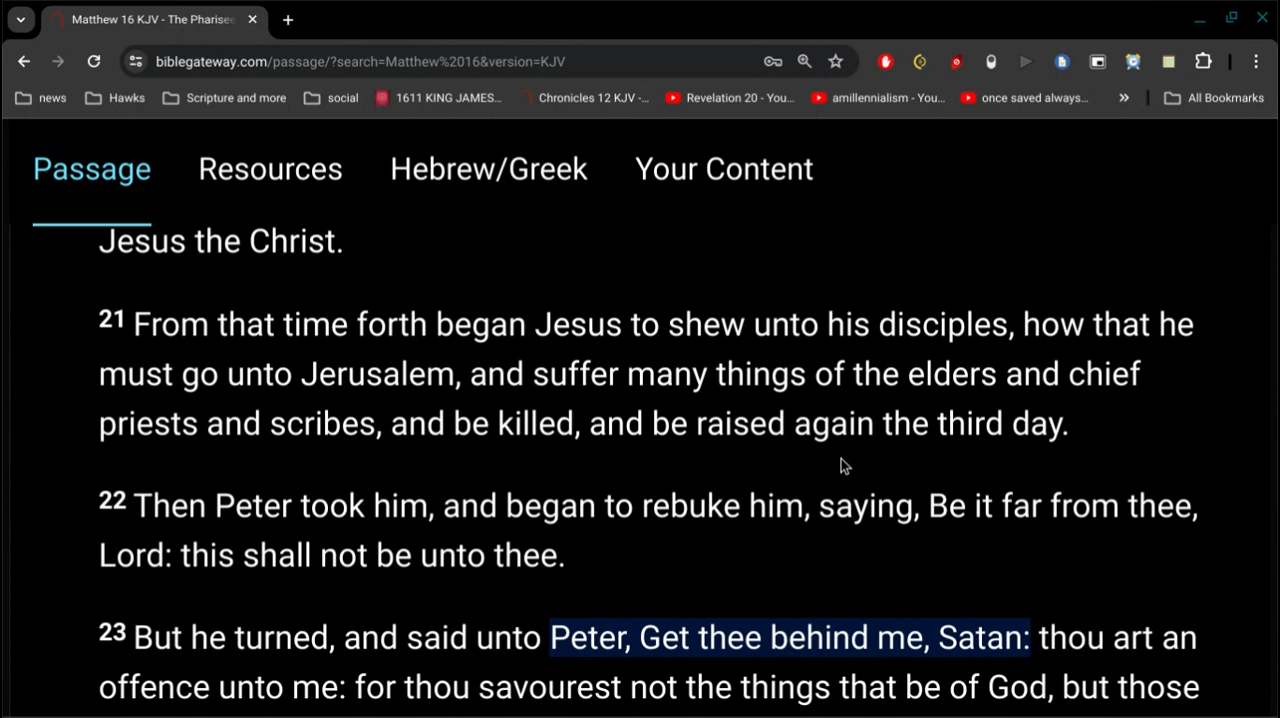 Matthew 16 KJV - The Pharisee
biblegateway.com/passage/?search=Matthew%2016&version=KJV
news Hawks Scripture and more social 1611 KING JAMES... Chronicles 12 KJV -... Revelation 20 - You... amillennialism - You... once saved always... » All Bookmarks
Passage Resources Hebrew/Greek Your Content
Jesus the Christ.
21 From that time forth began Jesus to shew unto his disciples, how that he
must go unto Jerusalem, and suffer many things of the elders and chief
priests and scribes, and be killed, and be raised again the third day.
22 Then Peter took him, and began to rebuke him, saying, Be it far from thee,
Lord: this shall not be unto thee.
23 But he turned, and said unto Peter, Get thee behind me, Satan: thou art an
offence unto me: for thou savourest not the things that be of God, but those